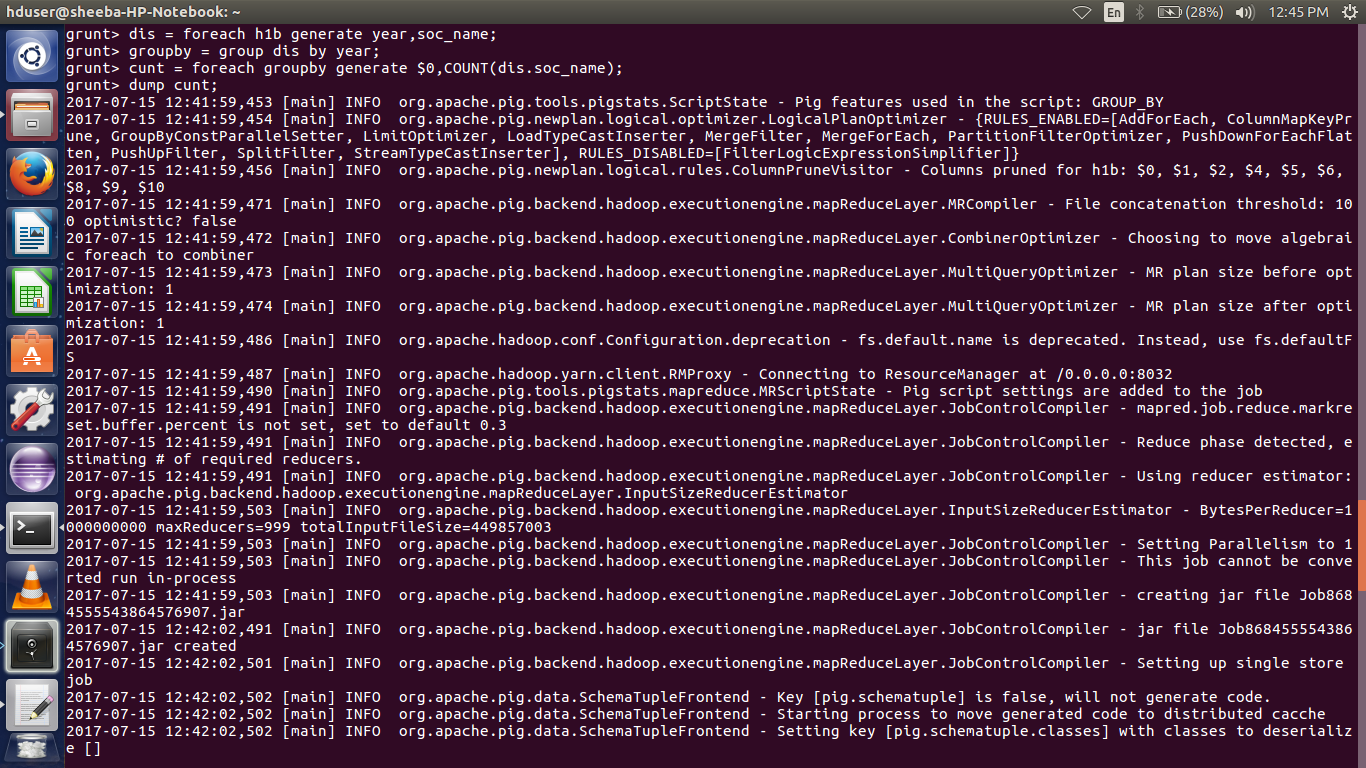 hduser@sheeba-HP-Notebook: ~
En
(28%)
12:45 PM
grunt> dis = foreach h1b generate year,soc_name;
grunt> groupby = group dis by year;
grunt> cunt = foreach groupby generate $0,COUNT(dis.soc_name);
grunt> dump cunt;
2017-07-15 12:41:59,453 [main] INFO  org.apache.pig.tools.pigstats.ScriptState - Pig features used in the script: GROUP_BY
2017-07-15 12:41:59,454 [main] INFO  org.apache.pig.newplan.logical.optimizer.LogicalPlanOptimizer - {RULES_ENABLED=[AddForEach, ColumnMapKeyPr
une, GroupByConstParallelSetter, LimitOptimizer, LoadTypeCastInserter, MergeFilter, MergeForEach, PartitionFilterOptimizer, PushDownForEachFlat
ten, PushUpFilter, SplitFilter, StreamTypeCastInserter], RULES_DISABLED=[FilterLogicExpressionSimplifier]}
2017-07-15 12:41:59,456 [main] INFO  org.apache.pig.newplan.logical.rules.ColumnPruneVisitor - Columns pruned for h1b: $0, $1, $2, $4, $5, $6,
$8, $9, $10
2017-07-15 12:41:59,471 [main] INFO  org.apache.pig.backend.hadoop.executionengine.mapReduceLayer.MRCompiler - File concatenation threshold: 10
0 optimistic? false
2017-07-15 12:41:59,472 [main] INFO  org.apache.pig.backend.hadoop.executionengine.mapReduceLayer.CombinerOptimizer - Choosing to move algebrai
c foreach to combiner
2017-07-15 12:41:59,473 [main] INFO  org.apache.pig.backend.hadoop.executionengine.mapReduceLayer.MultiQueryOptimizer - MR plan size before opt
imization: 1
2017-07-15 12:41:59,474 [main] INFO  org.apache.pig.backend.hadoop.executionengine.mapReduceLayer.MultiQueryOptimizer - MR plan size after opti
mization: 1
2017-07-15 12:41:59,486 [main] INFO  org.apache.hadoop.conf.Configuration.deprecation - fs.default.name is deprecated. Instead, use fs.defaultF
S
2017-07-15 12:41:59,487 [main] INFO  org.apache.hadoop.yarn.client.RMProxy - Connecting to ResourceManager at /0.0.0.0:8032
2017-07-15 12:41:59,490 [main] INFO  org.apache.pig.tools.pigstats.mapreduce.MRScriptState - Pig script settings are added to the job
2017-07-15 12:41:59,491 [main] INFO  org.apache.pig.backend.hadoop.executionengine.mapReduceLayer.JobControlCompiler - mapred.job.reduce.markre
set.buffer.percent is not set, set to default 0.3
2017-07-15 12:41:59,491 [main] INFO  org.apache.pig.backend.hadoop.executionengine.mapReduceLayer.JobControlCompiler - Reduce phase detected, e
stimating # of required reducers.
2017-07-15 12:41:59,491 [main] INFO  org.apache.pig.backend.hadoop.executionengine.mapReduceLayer.JobControlCompiler - Using reducer estimator:
 org.apache.pig.backend.hadoop.executionengine.mapReduceLayer.InputSizeReducerEstimator
2017-07-15 12:41:59,503 [main] INFO  org.apache.pig.backend.hadoop.executionengine.mapReduceLayer.InputSizeReducerEstimator - BytesPerReducer=1
000000000 maxReducers=999 totalInputFileSize=449857003
2017-07-15 12:41:59,503 [main] INFO  org.apache.pig.backend.hadoop.executionengine.mapReduceLayer.JobControlCompiler - Setting Parallelism to 1
2017-07-15 12:41:59,503 [main] INFO  org.apache.pig.backend.hadoop.executionengine.mapReduceLayer.JobControlCompiler - This job cannot be conve
rted run in-process
2017-07-15 12:41:59,503 [main] INFO  org.apache.pig.backend.hadoop.executionengine.mapReduceLayer.JobControlCompiler - creating jar file Job868
4555543864576907.jar
2017-07-15 12:42:02,491 [main] INFO  org.apache.pig.backend.hadoop.executionengine.mapReduceLayer.JobControlCompiler - jar file Job868455554386
4576907.jar created
2017-07-15 12:42:02,501 [main] INFO  org.apache.pig.backend.hadoop.executionengine.mapReduceLayer.JobControlCompiler - Setting up single store
job
2017-07-15 12:42:02,502 [main] INFO  org.apache.pig.data.SchemaTupleFrontend - Key [pig.schematuple] is false, will not generate code.
2017-07-15 12:42:02,502 [main] INFO  org.apache.pig.data.SchemaTupleFrontend - Starting process to move generated code to distributed cacche
2017-07-15 12:42:02,502 [main] INFO  org.apache.pig.data.SchemaTupleFrontend - Setting key [pig.schematuple.classes] with classes to deserializ
e []